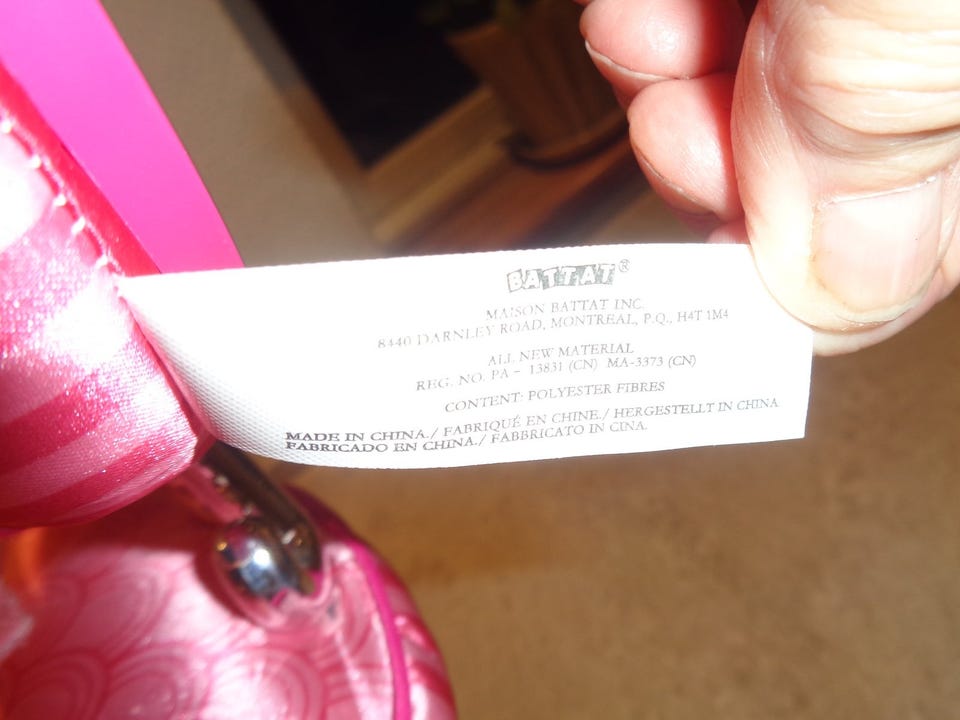 BATTAT®
MAISON BATTAT INC.
8440 DARNLEY ROAD, MONTREAL, P.Q., H4T 1M4
ALL NEW MATERIAL
REG. NO. PA - 13831 (CN) MA-3373 (CN)
CONTENT: POLYESTER FIBRES
MADE IN CHINA./ FABRIQUÉ EN CHINE./ HERGESTELLT IN CHINA
FABRICADO EN CHINA./ FABBRICATO IN CINA.